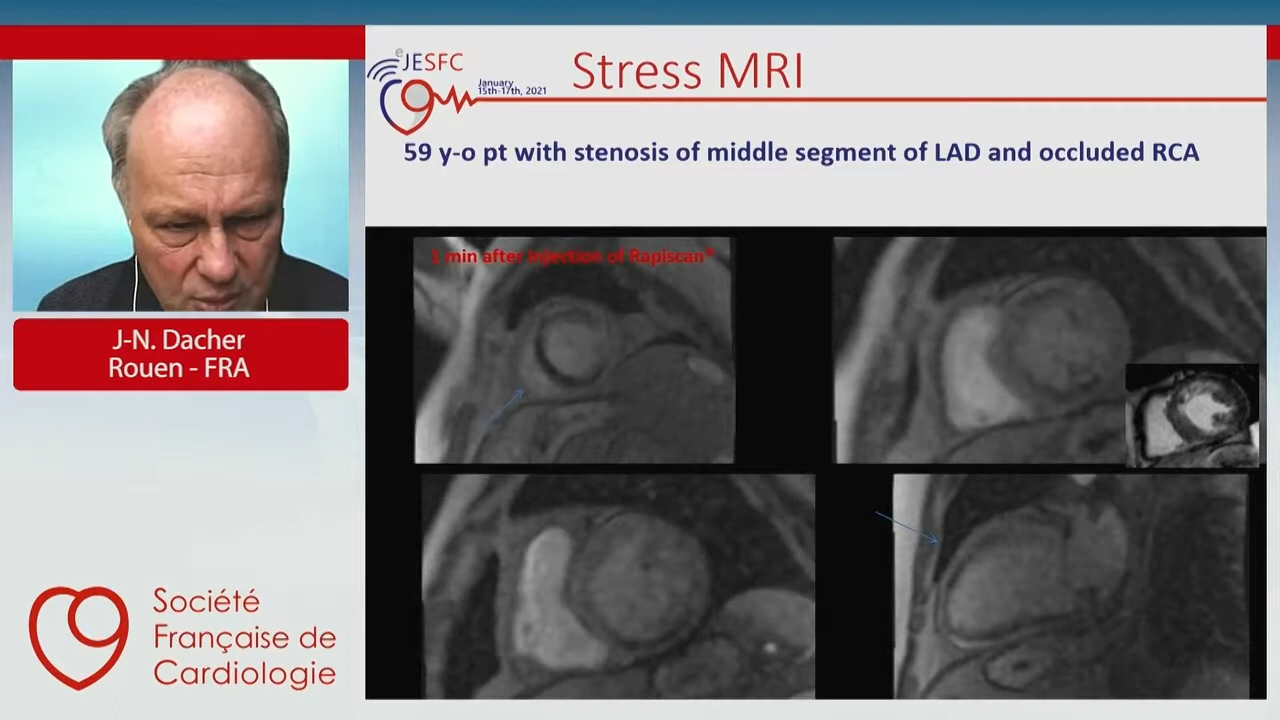 eJESFC
January
15th-17th, 2021
Stress MRI
59 y-o pt with stenosis of middle segment of LAD and occluded RCA
1 min after injection of Rapiscan®
J-N. Dacher
Rouen - FRA
Société
Française de
Cardiologie